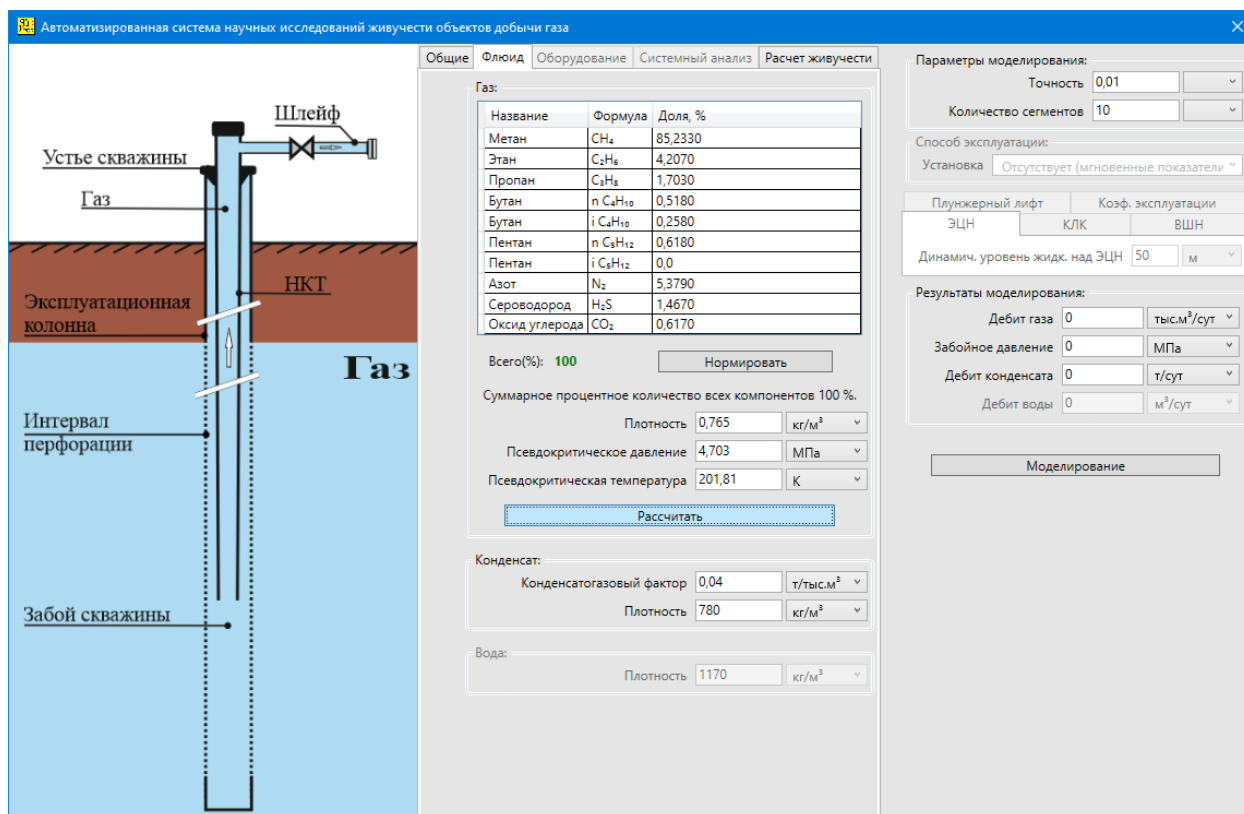 Автоматизированная система научных исследований живучести объектов добычи газа
Шлейф
Устье скважины
Газ
НКТ
Эксплуатационная
колонна
Газ
Интервал
перфорации
Забой скважины
Общие Флюид Оборудование Системный анализ Расчет живучести
Газ:
Название Формула Доля, %
Метан CH₄ 85,2330
Этан C₂H₆ 4,2070
Пропан C₃H₈ 1,7030
Бутан n C₄H₁₀ 0,5180
Бутан i C₄H₁₀ 0,2580
Пентан n C₅H₁₂ 0,6180
Пентан i C₅H₁₂ 0,0
Азот N₂ 5,3790
Сероводород H₂S 1,4670
Оксид углерода CO₂ 0,6170
Всего(%): 100 Нормировать
Суммарное процентное количество всех компонентов 100 %.
Плотность 0,765 кг/м³
Псевдокритическое давление 4,703 МПа
Псевдокритическая температура 201,81 К
Рассчитать
Конденсат:
Конденсатогазовый фактор 0,04 т/тыс.м³
Плотность 780 кг/м³
Вода:
Плотность 1170 кг/м³
Параметры моделирования:
Точность 0,01
Количество сегментов 10
Способ эксплуатации:
Установка Отсутствует (мгновенные показатели
Плунжерный лифт Коэф. эксплуатации
ЭЦН КЛК ВШН
Динамич. уровень жидк. над ЭЦН 50 м
Результаты моделирования:
Дебит газа 0 тыс.м³/сут
Забойное давление 0 МПа
Дебит конденсата 0 т/сут
Дебит воды 0 м³/сут
Моделирование